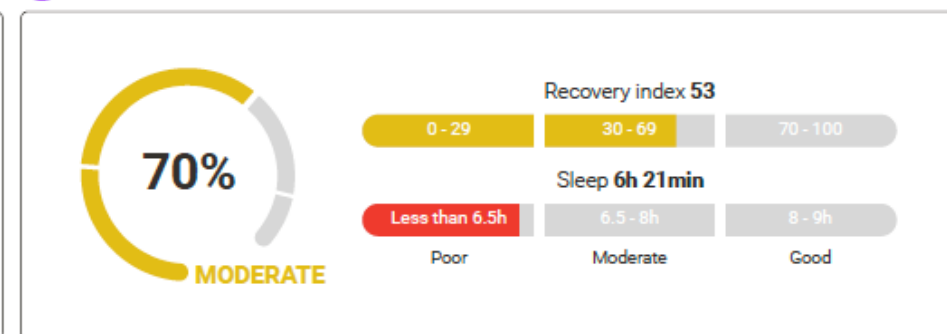 70%
MODERATE
Recovery index 53
0 - 29
30 - 69
70 - 100
Sleep 6h 21min
Less than 6.5h
6.5 - 8h
8 - 9h
Poor
Moderate
Good